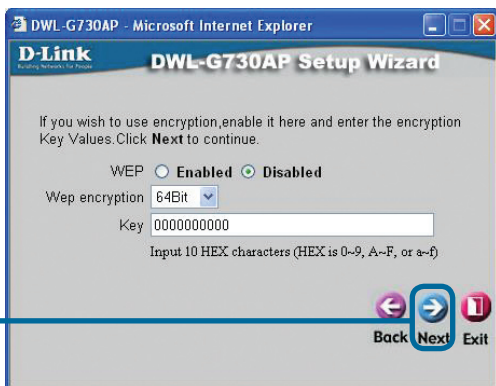 DWL-G730AP - Microsoft Internet Explorer
D-Link
Building Networks for People
DWL-G730AP Setup Wizard
If you wish to use encryption,enable it here and enter the encryption
Key Values.Click Next to continue.
WEP Enabled Disabled
Wep encryption 64Bit
Key 0000000000
Input 10 HEX characters (HEX is 0~9, A~F, or a~f)
Back Next Exit